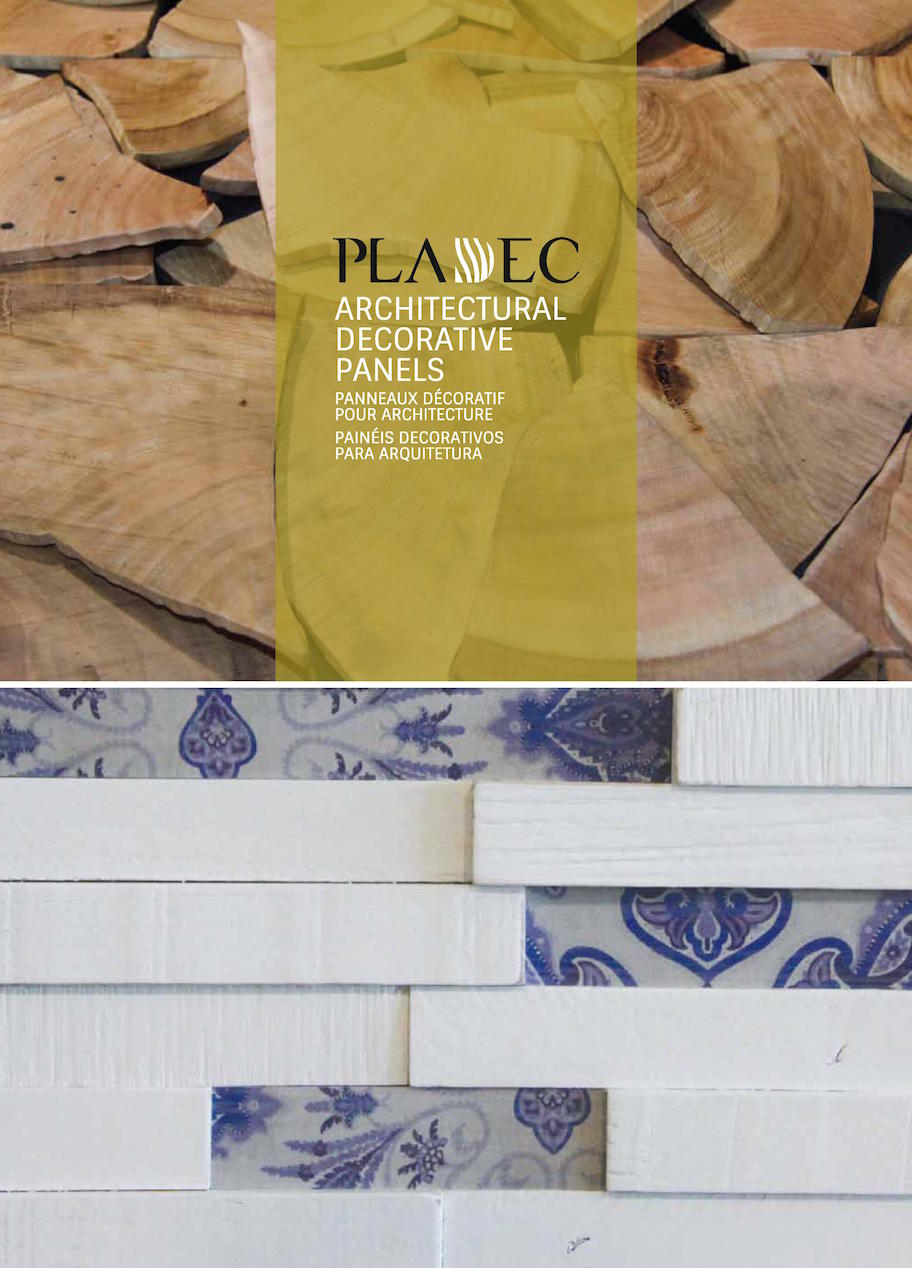 PLADEC
ARCHITECTURAL
DECORATIVE
PANELS
PANNEAUX DÉCORATIF
POUR ARCHITECTURE
PAINÉIS DECORATIVOS
PARA ARQUITETURA